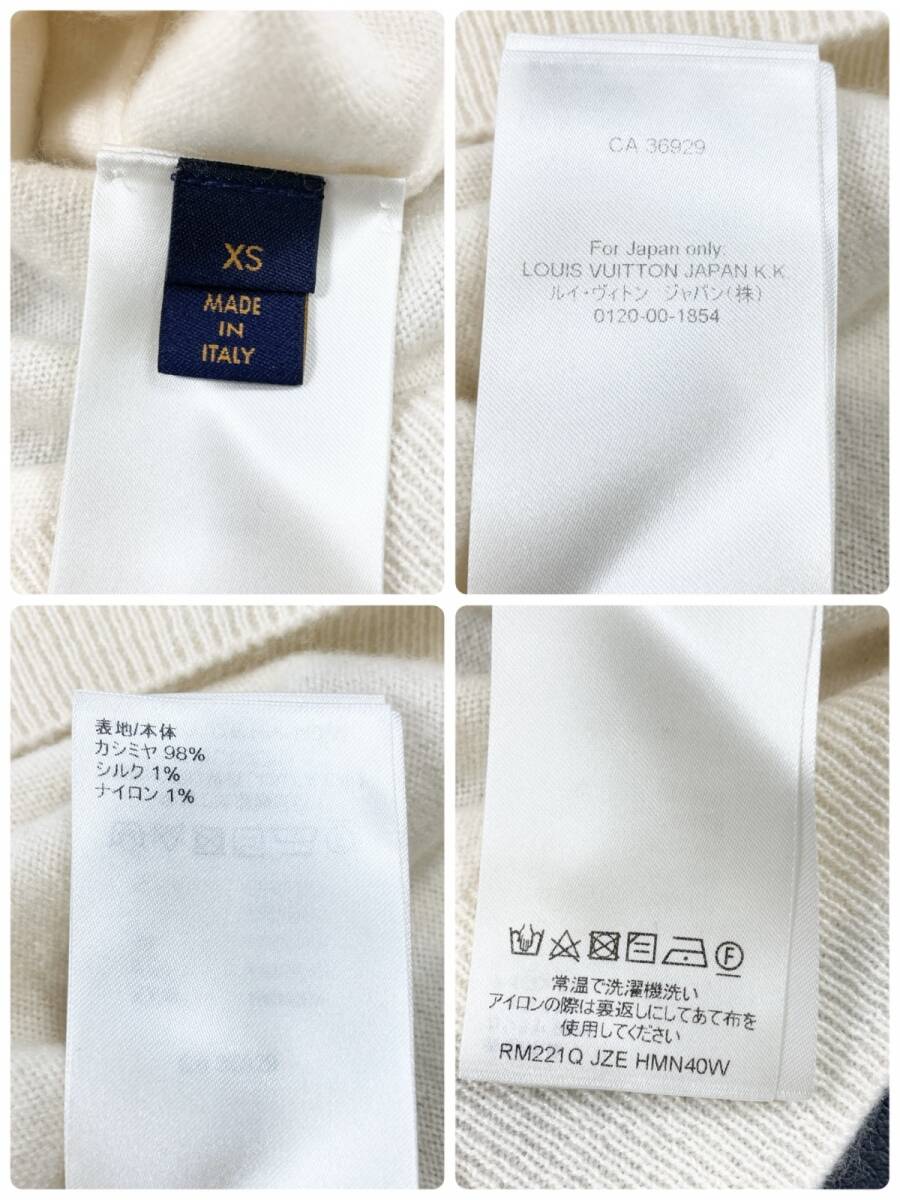 XS
MADE
IN
ITALY
CA 36929
For Japan only:
LOUIS VUITTON JAPAN K.K.
ルイ・ヴィトン ジャパン(株)
0120-00-1854
表地/本体
カシミヤ 98%
シルク 1%
ナイロン 1%
F
常温で洗濯機洗い
アイロンの際は裏返しにしてあて布を
使用してください
RM221Q JZE HMN40W